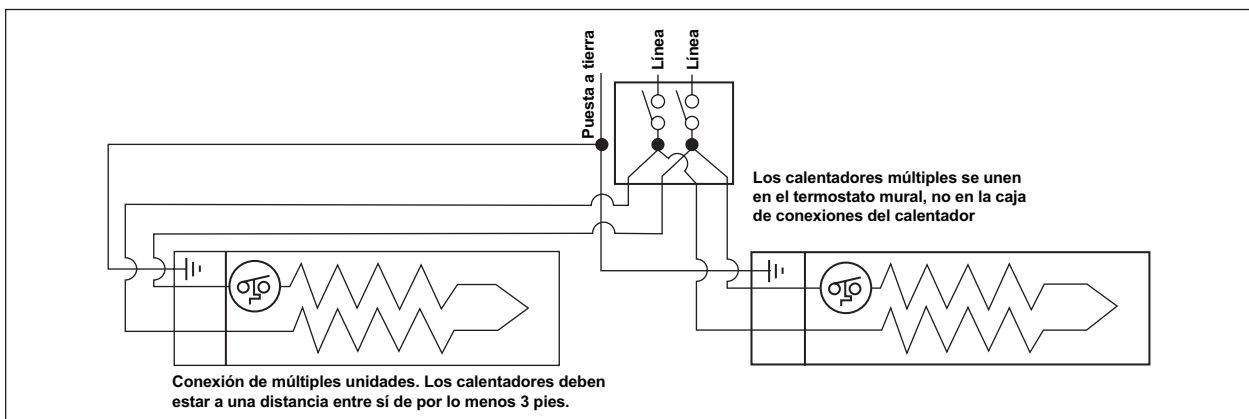 Puesta a tierra
Línea
Línea
Los calentadores múltiples se unen
en el termostato mural, no en la caja
de conexiones del calentador
Conexión de múltiples unidades. Los calentadores deben
estar a una distancia entre sí de por lo menos 3 pies.